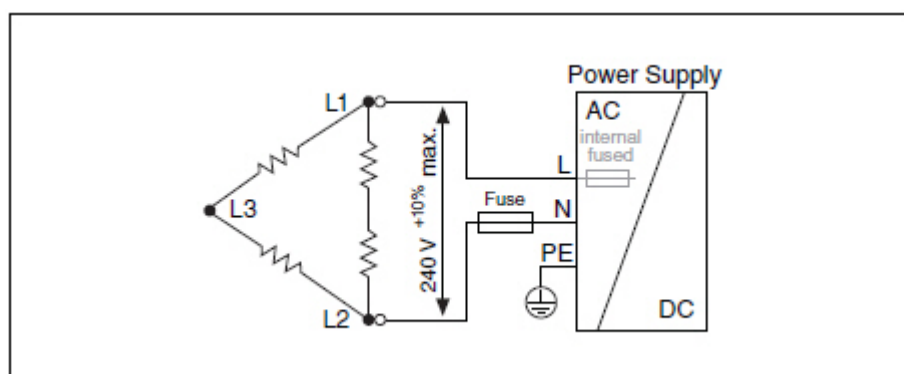 Power Supply
L1
AC
internal
fused
L
Fuse
N
L3
240 V +10% max.
PE
L2
DC